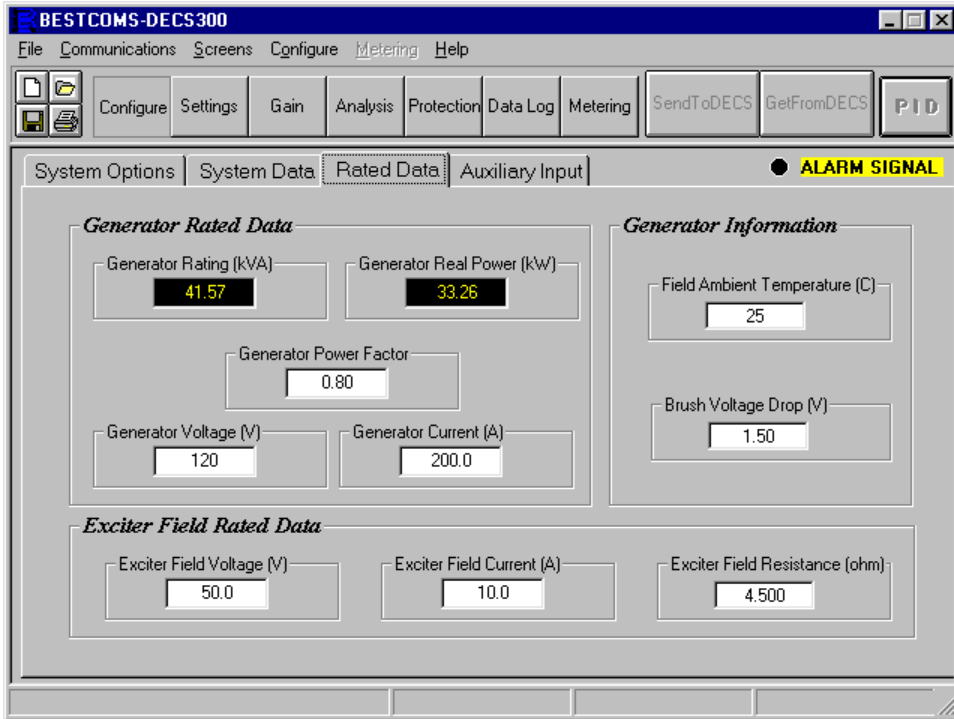 BESTCOMS-DECS300
File Communications Screens Configure Metering Help
Configure Settings Gain Analysis Protection Data Log Metering SendToDECS GetFromDECS PID
System Options System Data Rated Data Auxiliary Input ALARM SIGNAL
Generator Rated Data
Generator Rating (kVA)
41.57
Generator Real Power (kW)
33.26
Generator Power Factor
0.80
Generator Voltage (V)
120
Generator Current (A)
200.0
Generator Information
Field Ambient Temperature (C)
25
Brush Voltage Drop (V)
1.50
Exciter Field Rated Data
Exciter Field Voltage (V)
50.0
Exciter Field Current (A)
10.0
Exciter Field Resistance (ohm)
4.500